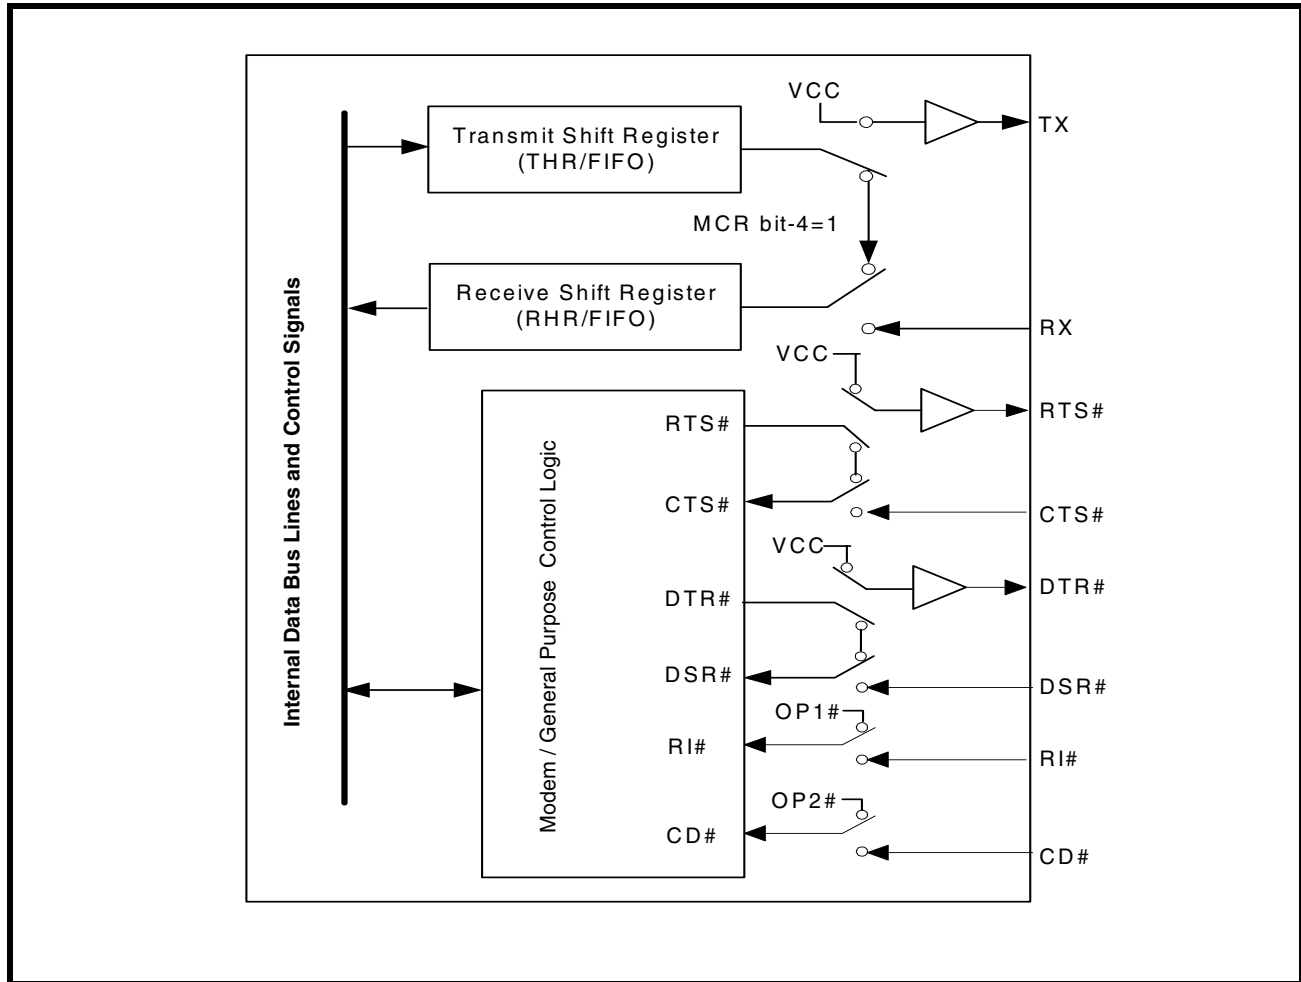 VCC
TX
Transmit Shift Register
(THR/FIFO)
MCR bit-4=1
Receive Shift Register
(RHR/FIFO)
RX
VCC
RTS#
RTS#
CTS#
CTS#
VCC
DTR#
DTR#
DSR#
DSR#
OP1#
RI#
RI#
OP2#
CD#
CD#
Internal Data Bus Lines and Control Signals
Modem / General Purpose Control Logic